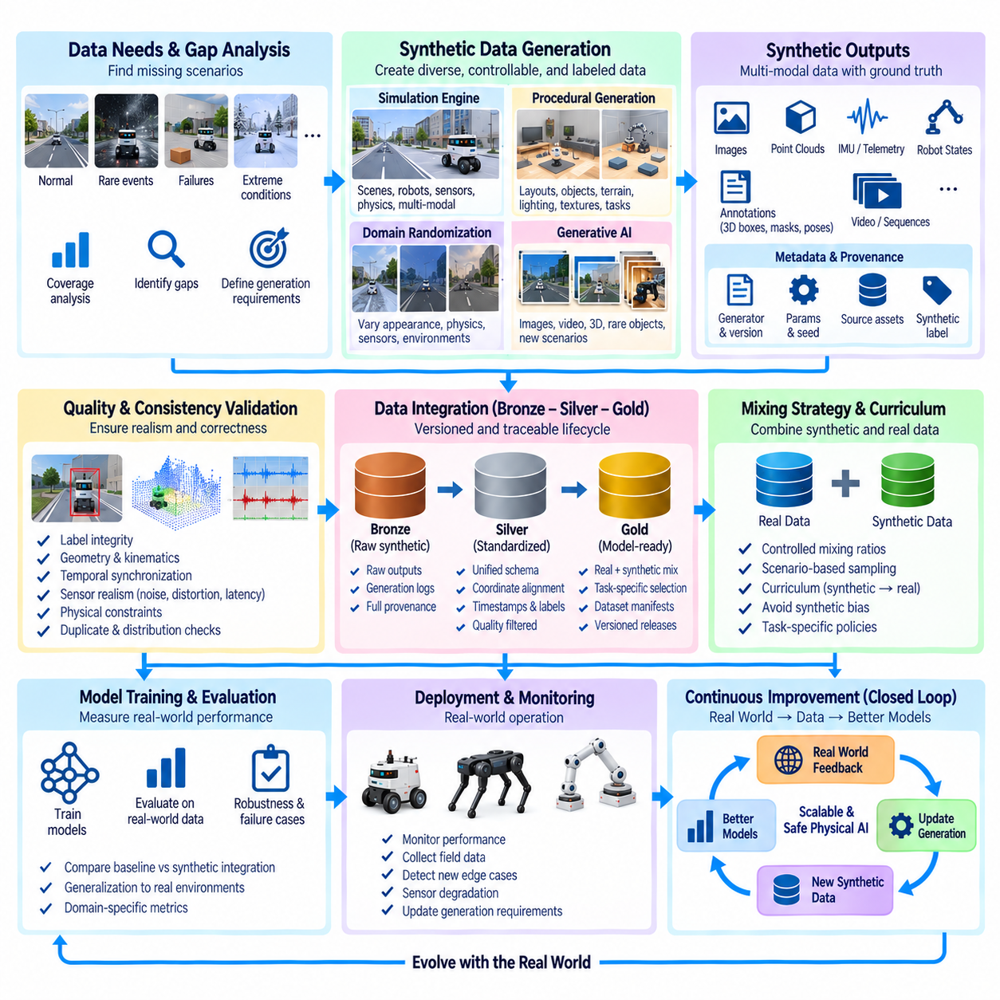 Data Needs & Gap Analysis
Find missing scenarios
Normal
Rare events
Failures
Extreme
conditions
...
Coverage
analysis
Identify gaps
Define generation
requirements
Synthetic Data Generation
Create diverse, controllable, and labeled data
Simulation Engine
Scenes, robots, sensors,
physics, multi-modal
Procedural Generation
Layouts, objects, terrain,
lighting, textures, tasks
Domain Randomization
Vary appearance, physics,
sensors, environments
Generative AI
Images, video, 3D, rare objects,
new scenarios
Synthetic Outputs
Multi-modal data with ground truth
Images
Point Clouds
IMU / Telemetry
Robot States
Annotations
(3D boxes, masks, poses)
Video / Sequences
...
Metadata & Provenance
Generator
& version
Params
& seed
Source assets
Synthetic
label
Quality & Consistency Validation
Ensure realism and correctness
Label integrity
Geometry & kinematics
Temporal synchronization
Sensor realism (noise, distortion, latency)
Physical constraints
Duplicate & distribution checks
Data Integration (Bronze – Silver – Gold)
Versioned and traceable lifecycle
Bronze
(Raw synthetic)
Raw outputs
Generation logs
Full provenance
Silver
(Standardized)
Unified schema
Coordinate alignment
Timestamps & labels
Quality filtered
Gold
(Model-ready)
Real + synthetic mix
Task-specific selection
Dataset manifests
Versioned releases
Mixing Strategy & Curriculum
Combine synthetic and real data
Real Data
Synthetic Data
Controlled mixing ratios
Scenario-based sampling
Curriculum (synthetic → real)
Avoid synthetic bias
Task-specific policies
Model Training & Evaluation
Measure real-world performance
Train
models
Evaluate on
real-world data
Robustness &
failure cases
Compare baseline vs synthetic integration
Generalization to real environments
Domain-specific metrics
Deployment & Monitoring
Real-world operation
Monitor performance
Collect field data
Detect new edge cases
Sensor degradation
Update generation requirements
Continuous Improvement (Closed Loop)
Real World → Data → Better Models
Real World
Feedback
Better
Models
Scalable &
Safe Physical AI
Update
Generation
New Synthetic
Data
Evolve with the Real World